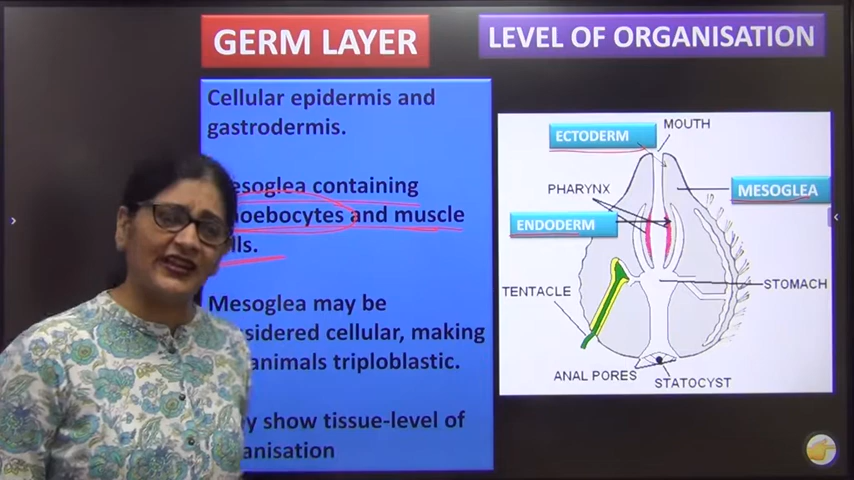 GERM LAYER
LEVEL OF ORGANISATION
Cellular epidermis and
gastrodermis.
esoglea containing
oebocytes and muscle
lls.
Mesoglea may be
nsidered cellular, making
animals triploblastic.
y show tissue-level of
anisation
ECTODERM
MOUTH
PHARYNX
MESOGLEA
ENDODERM
TENTACLE
STOMACH
ANAL PORES
STATOCYST